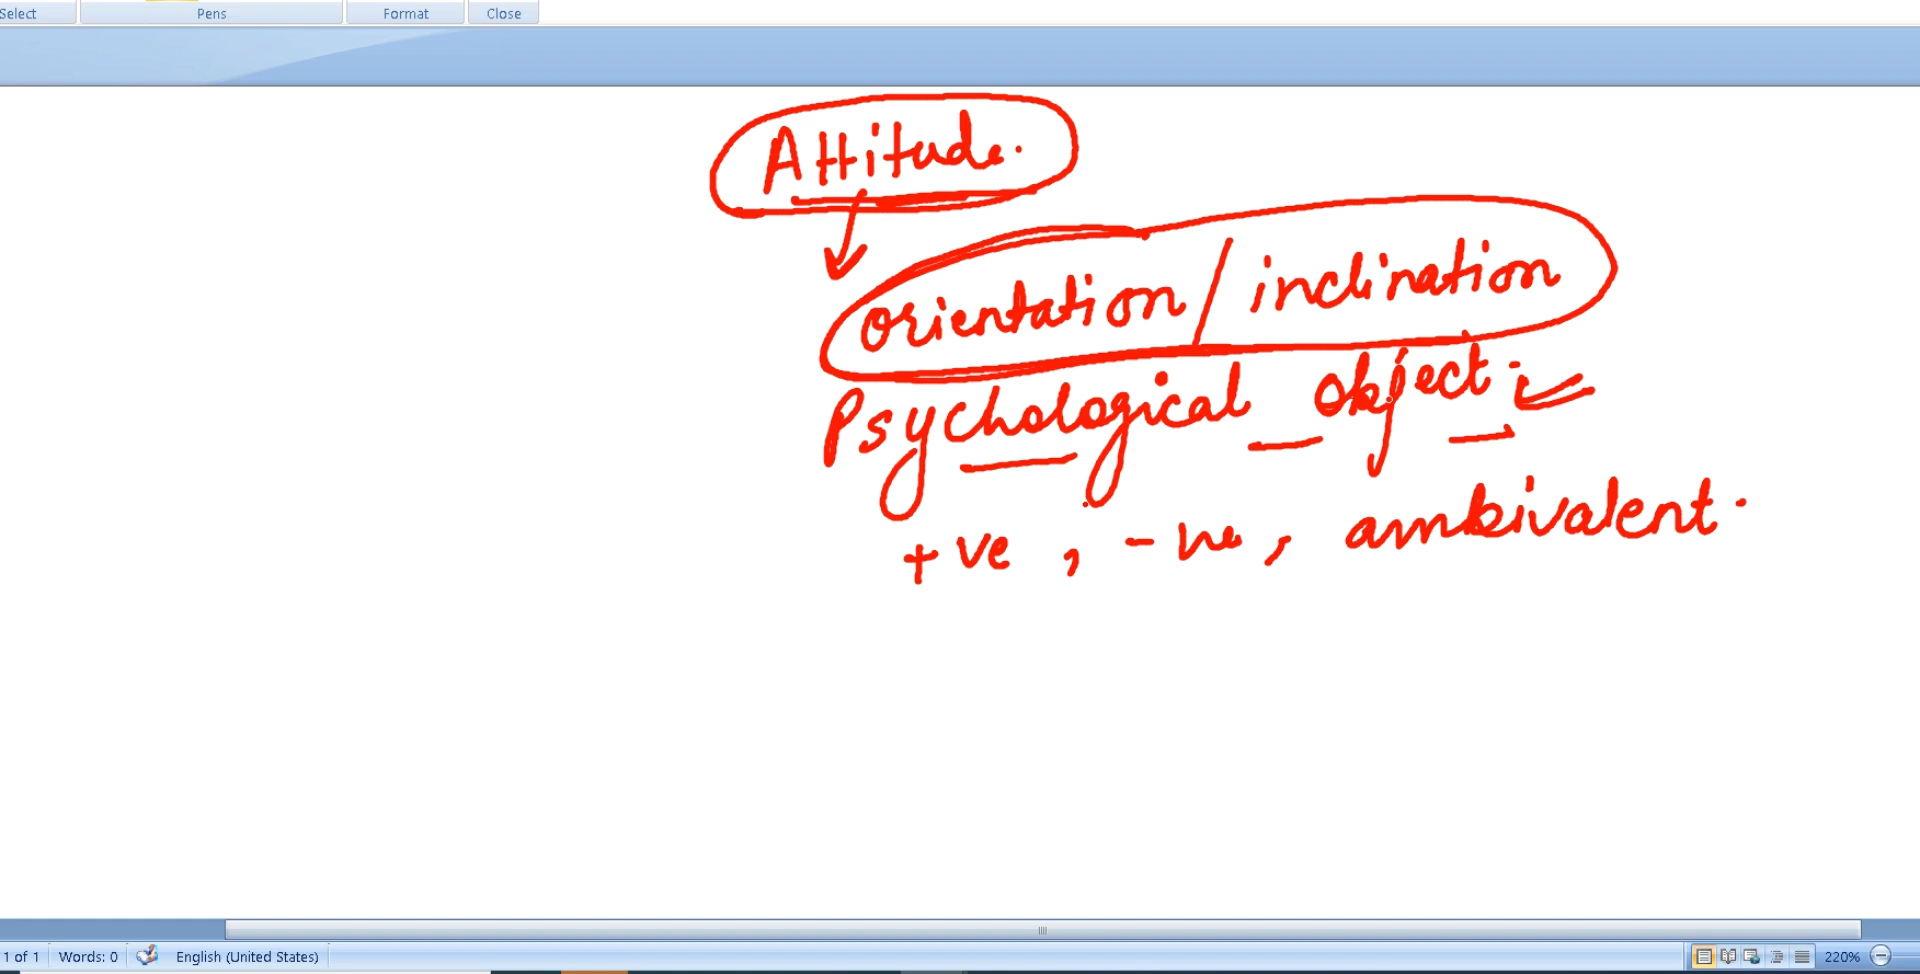 Select Pens Format Close
Attitude.
orientation / inclination
Psychological object.
+ve , -ve , ambivalent.
1 of 1 Words: 0 English (United States) 220%